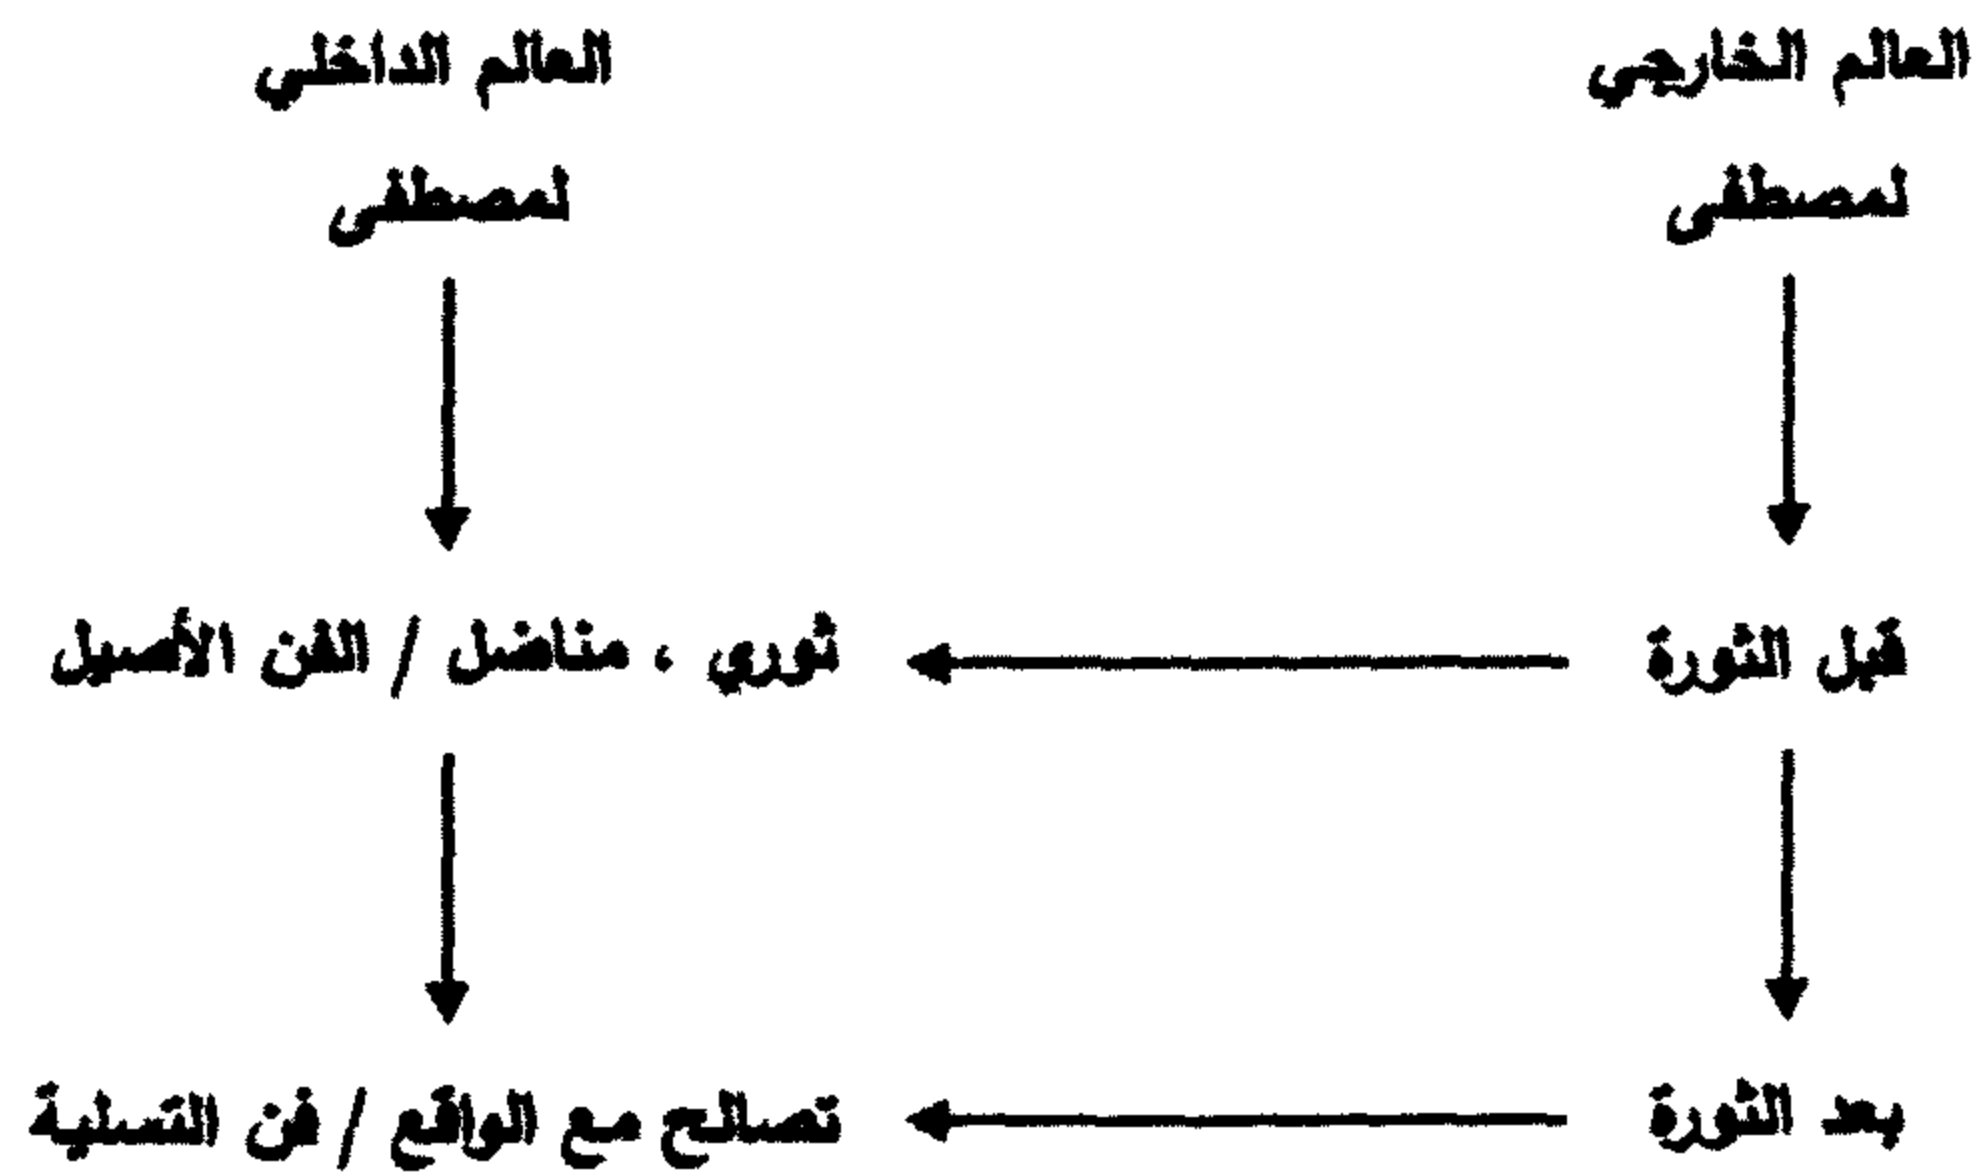 العالم الخارجي
لمصطفى
العالم الداخلي
لمصطفى
قبل الثورة
ثوري ، مناضل / الفن الأصيل
بعد الثورة
تصالح مع الواقع / فن التسلية